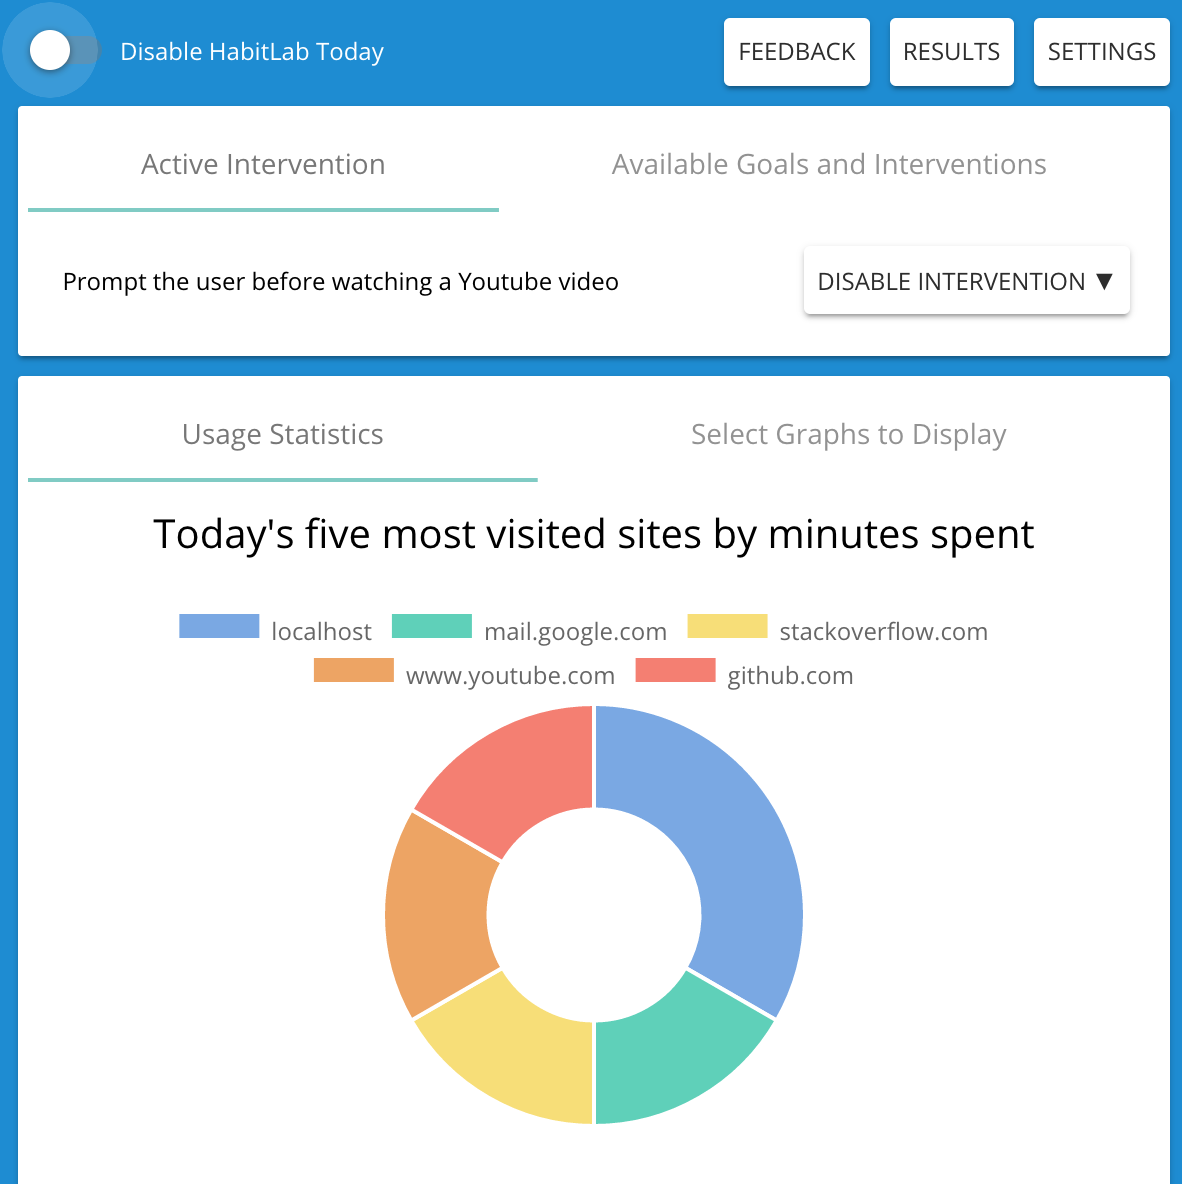 Disable HabitLab Today FEEDBACK RESULTS SETTINGS
Active Intervention Available Goals and Interventions
Prompt the user before watching a Youtube video DISABLE INTERVENTION ▼
Usage Statistics Select Graphs to Display
Today's five most visited sites by minutes spent
localhost mail.google.com stackoverflow.com
www.youtube.com github.com